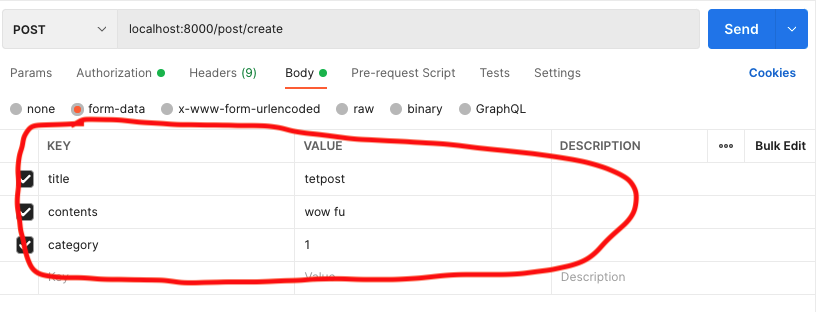 POST localhost:8000/post/create Send
Params Authorization Headers (9) Body Pre-request Script Tests Settings Cookies
none form-data x-www-form-urlencoded raw binary GraphQL
KEY VALUE DESCRIPTION ••• Bulk Edit
title tetpost
contents wow fu
category 1
Key Value Description